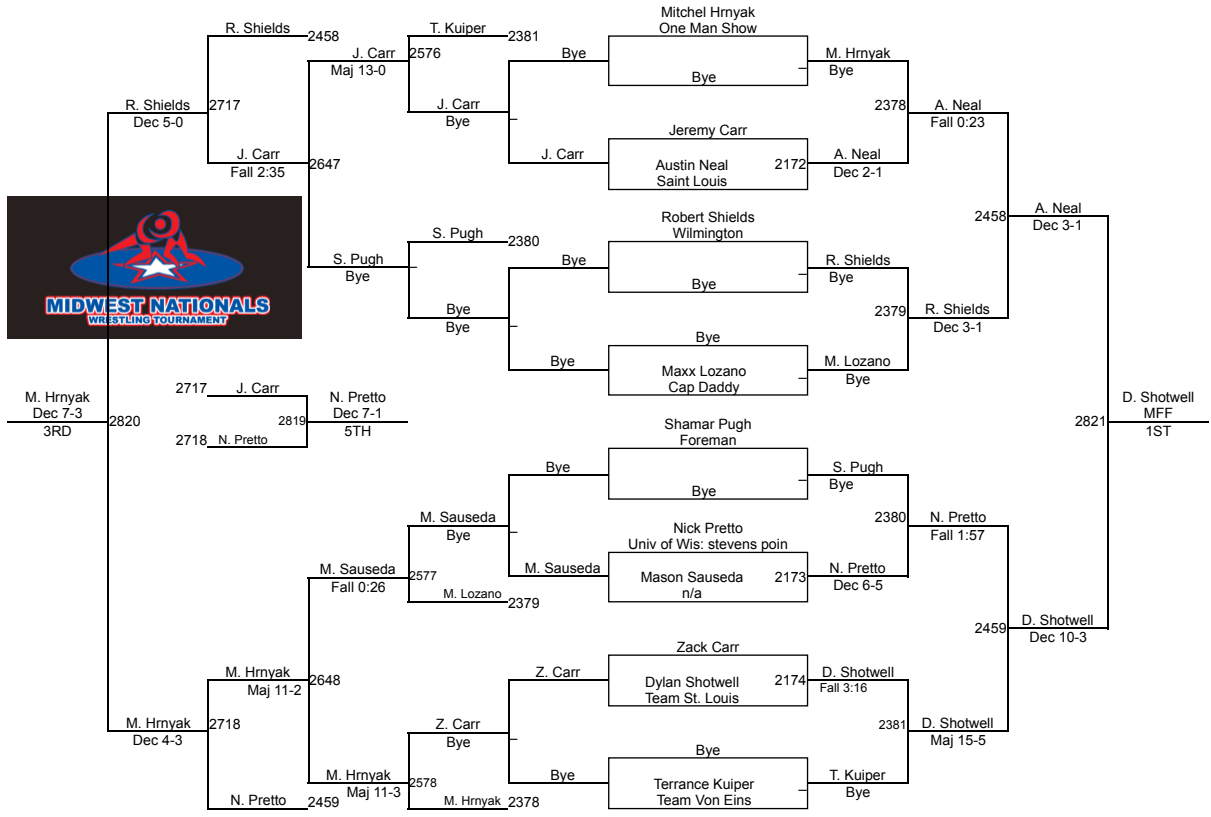 Mitchel Hrnyak
One Man Show
R. Shields
2458
T. Kuiper
2381
J. Carr
2576
Maj 13-0
Bye
Bye
M. Hrnyak
Bye
R. Shields
2717
Dec 5-0
J. Carr
Bye
2378
A. Neal
Fall 0:23
Jeremy Carr
J. Carr
2647
Fall 2:35
J. Carr
Austin Neal
Saint Louis
2172
A. Neal
Dec 2-1
MIDWEST NATIONALS
WRESTLING TOURNAMENT
Robert Shields
Wilmington
2458
A. Neal
Dec 3-1
S. Pugh
2380
S. Pugh
Bye
Bye
Bye
R. Shields
Bye
Bye
Bye
2379
R. Shields
Dec 3-1
Bye
Bye
Maxx Lozano
Cap Daddy
M. Lozano
Bye
M. Hrnyak
Dec 7-3
3RD
2820
2717
J. Carr
2718
N. Pretto
2819
N. Pretto
Dec 7-1
5TH
2821
D. Shotwell
MFF
1ST
Shamar Pugh
Foreman
Bye
Bye
S. Pugh
Bye
M. Sauseda
Bye
2380
N. Pretto
Fall 1:57
Nick Pretto
Univ of Wis: stevens poin
M. Sauseda
Fall 0:26
2577
M. Sauseda
Mason Sauseda
n/a
2173
N. Pretto
Dec 6-5
M. Lozano
2379
2459
D. Shotwell
Dec 10-3
Zack Carr
M. Hrnyak
Maj 11-2
2648
Z. Carr
Dylan Shotwell
Team St. Louis
2174
D. Shotwell
Fall 3:16
M. Hrnyak
Dec 4-3
2718
Z. Carr
Bye
2381
D. Shotwell
Maj 15-5
Bye
M. Hrnyak
Maj 11-3
2578
Bye
Terrance Kuiper
Team Von Eins
T. Kuiper
Bye
N. Pretto
2459
M. Hrnyak
2378